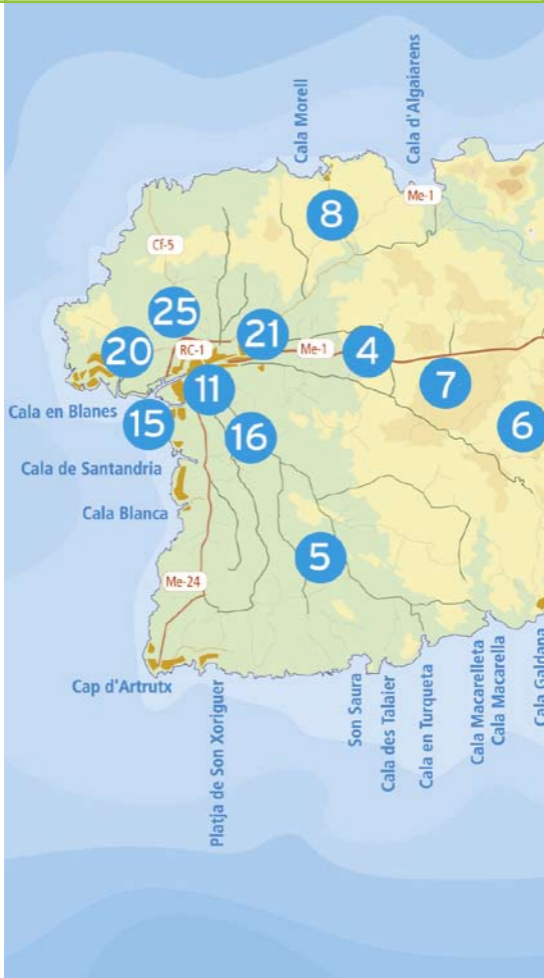 Cala Morell
Cala d'Algaiarens
8
Me-1
Cf-5
25
21
20
RC-1
Me-1
4
11
7
Cala en Blanes
15
16
6
Cala de Santandria
Cala Blanca
5
Me-24
Cap d'Artrutx
Platja de Son Xoriguer
Son Saura
Cala des Talaier
Cala en Turqueta
Cala Macarelleta
Cala Macarella
Cala Galdana